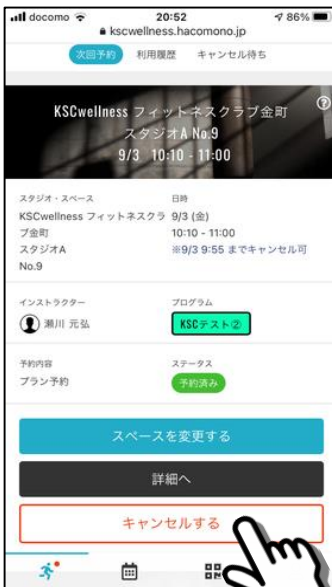 docomo 20:52 86%
kscwellness.hacomono.jp
次回予約 利用履歴 キャンセル待ち
KSCwellness フィットネスクラブ金町
スタジオA No.9
9/3 10:10 - 11:00
スタジオ・スペース 日時
KSCwellness フィットネスクラ 9/3 (金)
ブ金町 10:10 - 11:00
スタジオA ※9/3 9:55 までキャンセル可
No.9
インストラクター プログラム
瀬川 元弘 KSCテスト②
予約内容 ステータス
プラン予約 予約済み
スペースを変更する
詳細へ
キャンセルする